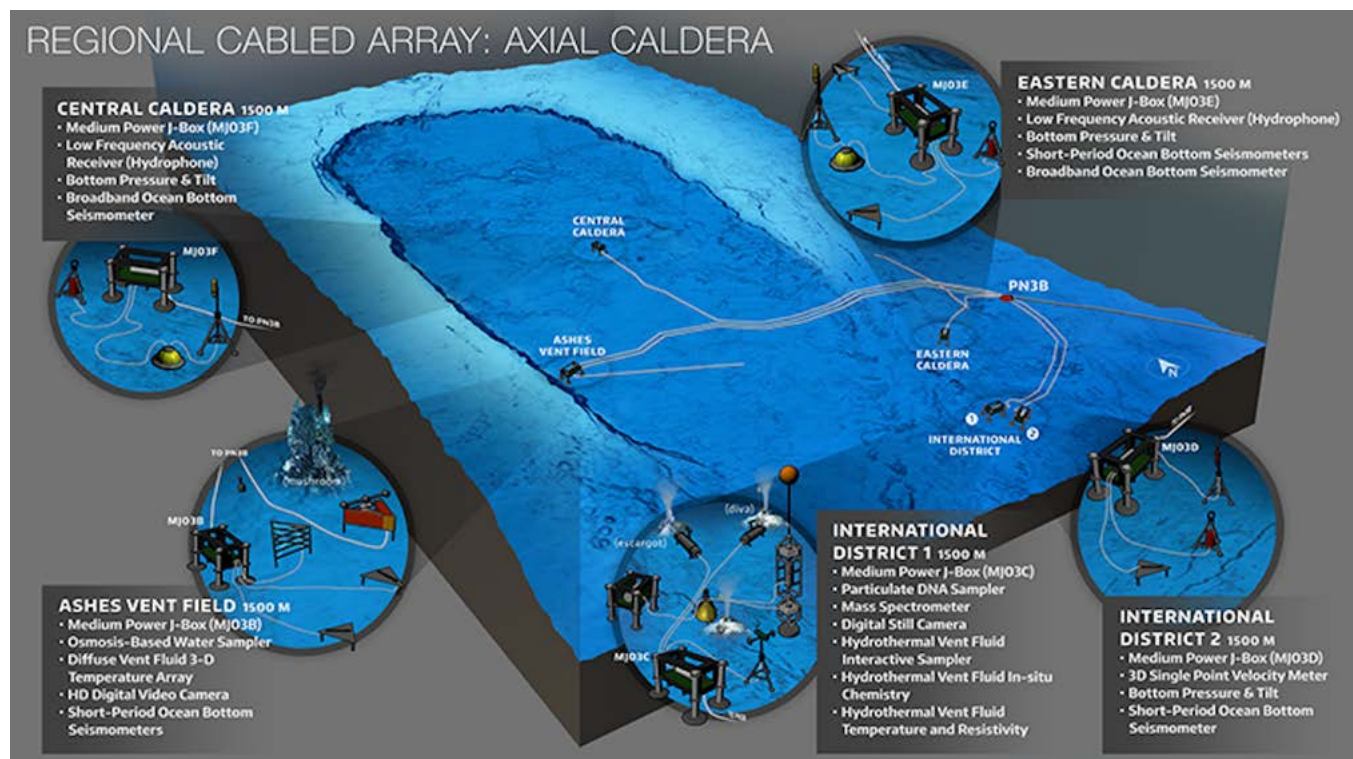 REGIONAL CABLED ARRAY: AXIAL CALDERA
CENTRAL CALDERA 1500 M
· Medium Power J-Box (MJ03F)
· Low Frequency Acoustic
Receiver (Hydrophone)
· Bottom Pressure & Tilt
· Broadband Ocean Bottom
Seismometer
MJ03F
TO PN3B
MJ03E
EASTERN CALDERA 1500 M
· Medium Power J-Box (MJ03E)
· Low Frequency Acoustic Receiver (Hydrophone)
· Bottom Pressure & Tilt
· Short-Period Ocean Bottom Seismometers
· Broadband Ocean Bottom Seismometer
CENTRAL
CALDERA
PN3B
ASHES
VENT FIELD
EASTERN
CALDERA
N
1
2
INTERNATIONAL
DISTRICT
TO PN3B
(mushroom)
MJ03B
ASHES VENT FIELD 1500 M
· Medium Power J-Box (MJ03B)
· Osmosis-Based Water Sampler
· Diffuse Vent Fluid 3-D
Temperature Array
· HD Digital Video Camera
· Short-Period Ocean Bottom
Seismometers
(diva)
(escargot)
MJ03C
INTERNATIONAL
DISTRICT 1 1500 M
· Medium Power J-Box (MJ03C)
· Particulate DNA Sampler
· Mass Spectrometer
· Digital Still Camera
· Hydrothermal Vent Fluid
Interactive Sampler
· Hydrothermal Vent Fluid In-situ
Chemistry
· Hydrothermal Vent Fluid
Temperature and Resistivity
MJ03D
INTERNATIONAL
DISTRICT 2 1500 M
· Medium Power J-Box (MJ03D)
· 3D Single Point Velocity Meter
· Bottom Pressure & Tilt
· Short-Period Ocean Bottom
Seismometer